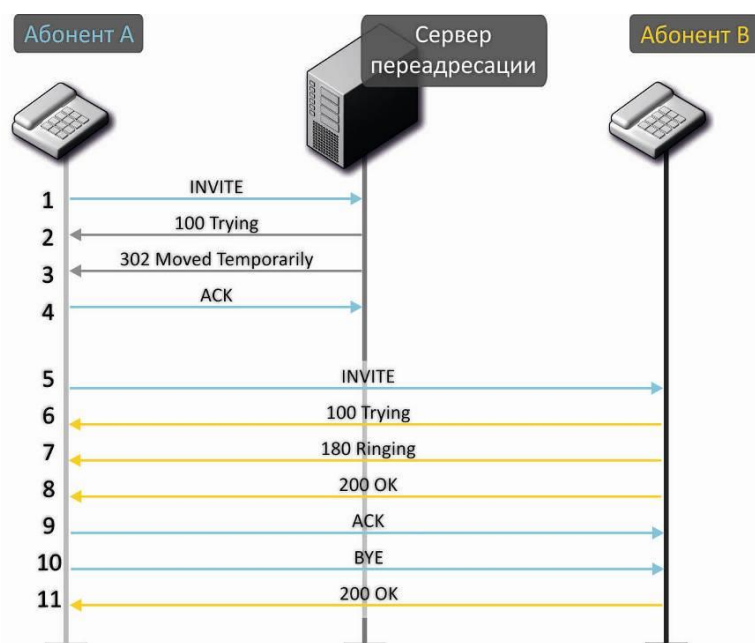 Абонент А
Сервер
переадресации
Абонент В
1
INVITE
2
100 Trying
3
302 Moved Temporarily
4
ACK
5
INVITE
6
100 Trying
7
180 Ringing
8
200 OK
9
ACK
10
BYE
11
200 OK